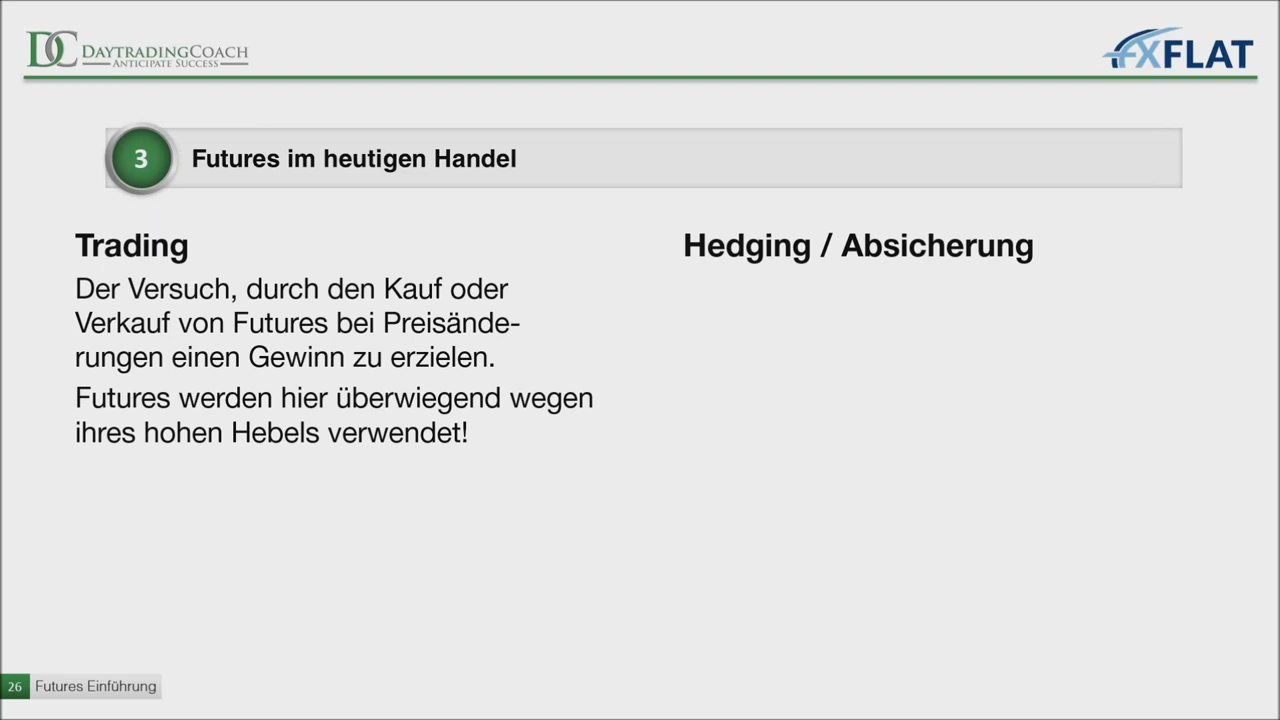 DC DAYTRADINGCOACH
ANTICIPATE SUCCESS
FXFLAT
3 Futures im heutigen Handel
Trading
Der Versuch, durch den Kauf oder
Verkauf von Futures bei Preisände-
rungen einen Gewinn zu erzielen.
Futures werden hier überwiegend wegen
ihres hohen Hebels verwendet!
Hedging / Absicherung
26 Futures Einführung